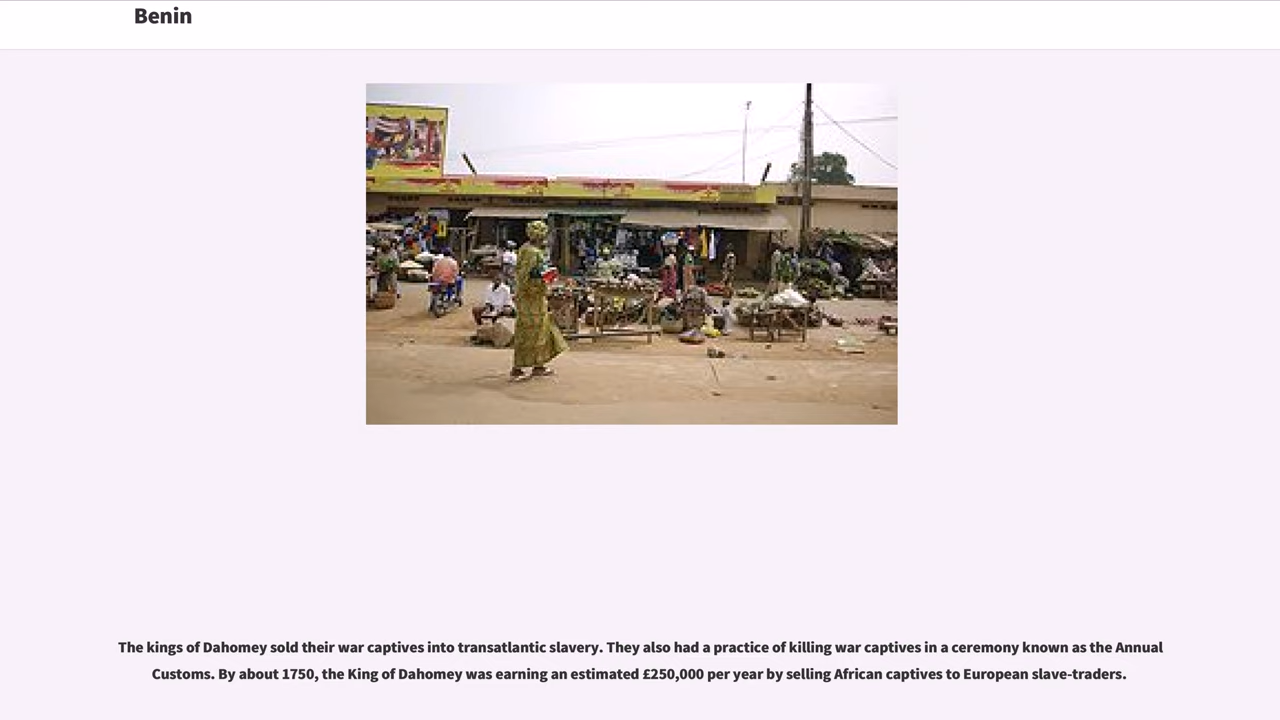 Benin
The kings of Dahomey sold their war captives into transatlantic slavery. They also had a practice of killing war captives in a ceremony known as the Annual
Customs. By about 1750, the King of Dahomey was earning an estimated £250,000 per year by selling African captives to European slave-traders.